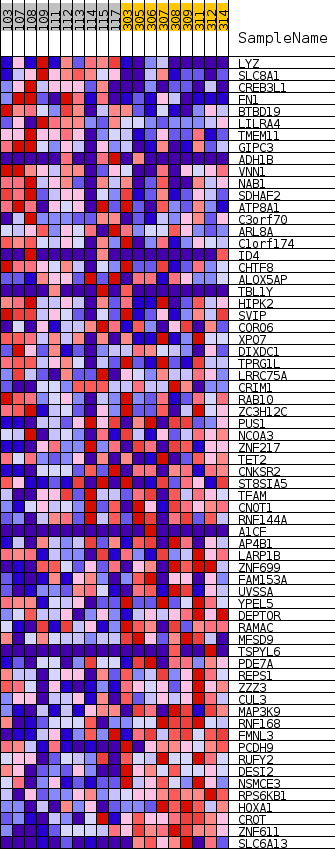 103 107 108 109 111 112 113 114 115 117 303 305 306 307 308 309 311 312 314
SampleName
LYZ
SLC8A1
CREB3L1
FN1
BTBD19
LILRA4
TMEM11
GIPC3
ADH1B
VNN1
NAB1
SDHAF2
ATP8A1
C3orf70
ARL8A
C1orf174
ID4
CHTF8
ALOX5AP
TBL1Y
HIPK2
SVIP
CORO6
XPO7
DIXDC1
TPRG1L
LRRC75A
CRIM1
RAB10
ZC3H12C
PUS1
NCOA3
ZNF217
TET2
CNKSR2
ST8SIA5
TFAM
CNOT1
RNF144A
A1CF
AP4B1
LARP1B
ZNF699
FAM153A
UVSSA
YPEL5
DEPTOR
RAMAC
MFSD9
TSPYL6
PDE7A
REPS1
ZZZ3
CUL3
MAP3K9
RNF168
FMNL3
PCDH9
RUFY2
DESI2
NSMCE3
RPS6KB1
HOXA1
CROT
ZNF611
SLC6A13